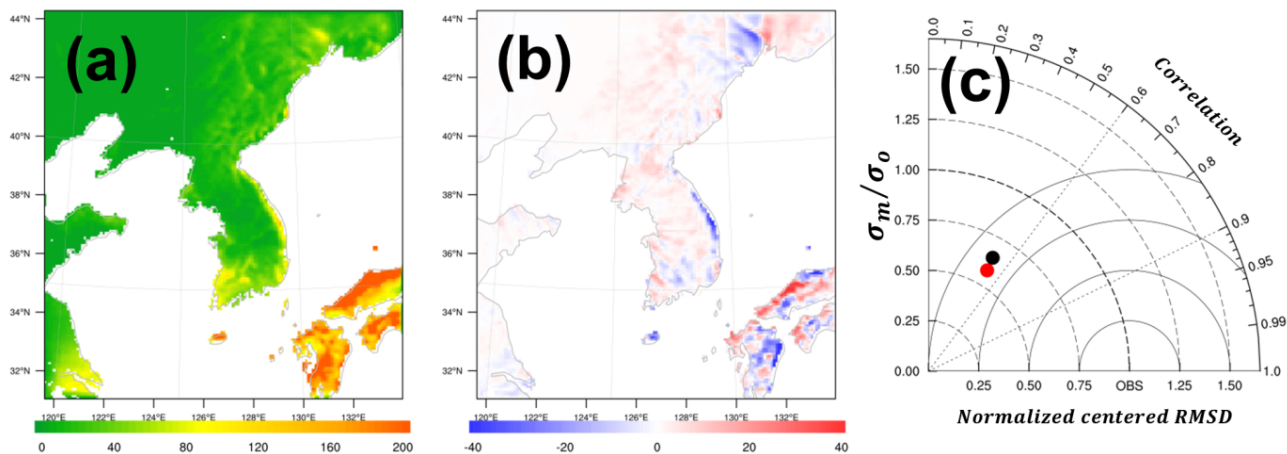 (a)
44°N
42°N
40°N
38°N
36°N
34°N
32°N
120°E 122°E 124°E 126°E 128°E 130°E 132°E
0 40 80 120 160 200
(b)
44°N
42°N
40°N
38°N
36°N
34°N
32°N
120°E 122°E 124°E 126°E 128°E 130°E 132°E
-40 -20 0 20 40
(c)
0.0 0.1 0.2 0.3 0.4 0.5 0.6 0.7 0.8 0.9 0.95 0.99 1.0
Correlation
σm/σo
1.50
1.25
1.00
0.75
0.50
0.25
0.00
0.25 0.50 0.75 OBS 1.25 1.50
Normalized centered RMSD